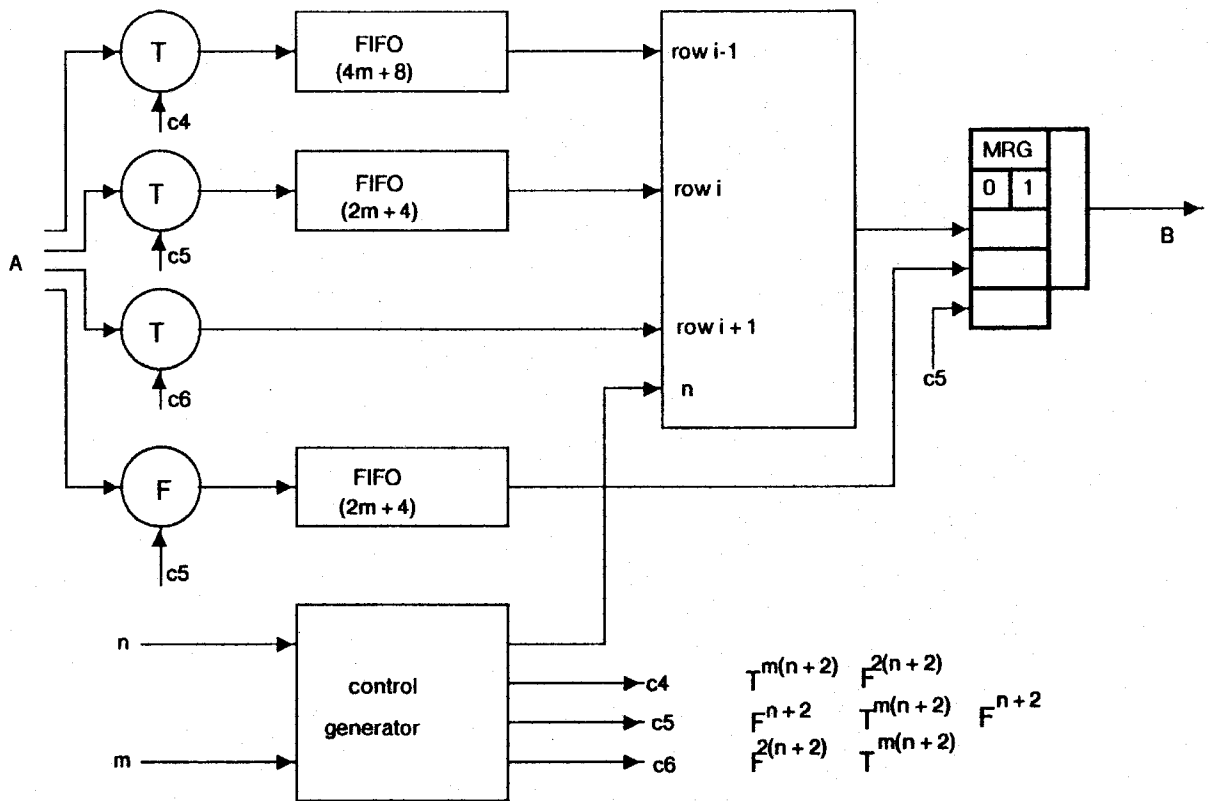 T
FIFO
(4m + 8)
row i-1
c4
MRG
0 1
T
FIFO
(2m + 4)
row i
c5
B
A
T
row i + 1
c6
c5
n
F
FIFO
(2m + 4)
c5
n
control
generator
m
c4 T^m(n + 2) F^2(n + 2)
c5 F^n + 2 T^m(n + 2) F^n + 2
c6 F^2(n + 2) T^m(n + 2)